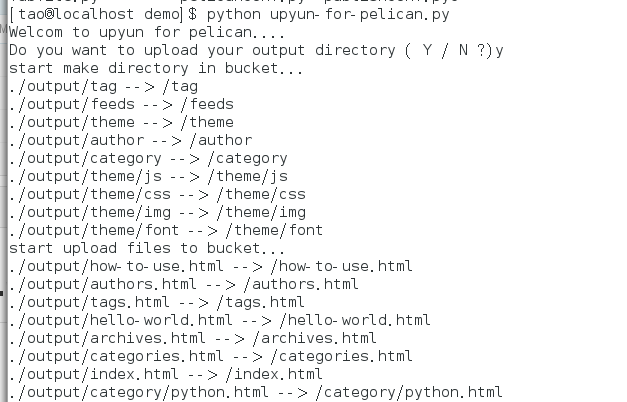 [tao@localhost demo]$ python upyun-for-pelican.py
Welcom to upyun for pelican....
Do you want to upload your output directory ( Y / N ?)y
start make directory in bucket...
./output/tag --> /tag
./output/feeds --> /feeds
./output/theme --> /theme
./output/author --> /author
./output/category --> /category
./output/theme/js --> /theme/js
./output/theme/css --> /theme/css
./output/theme/img --> /theme/img
./output/theme/font --> /theme/font
start upload files to bucket...
./output/how-to-use.html --> /how-to-use.html
./output/authors.html --> /authors.html
./output/tags.html --> /tags.html
./output/hello-world.html --> /hello-world.html
./output/archives.html --> /archives.html
./output/categories.html --> /categories.html
./output/index.html --> /index.html
./output/category/python.html --> /category/python.html